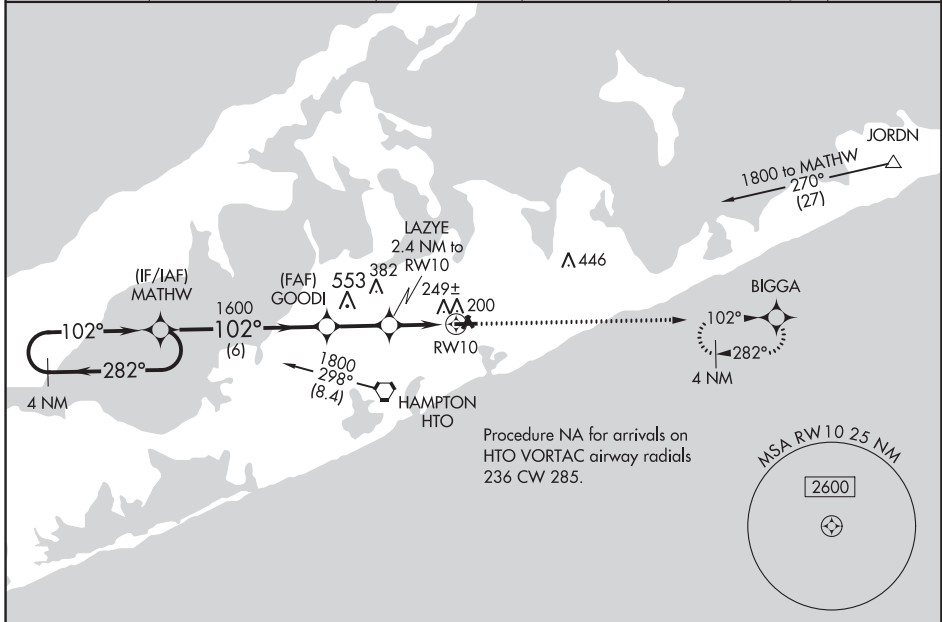 JORDN
1800 to MATHW
270°
(27)
LAZYE
2.4 NM to
RW10
446
(IF/IAF)
MATHW
(FAF)
GOODI
553
382
249±
200
BIGGA
1600
102°
102°
(6)
102°
282°
RW10
282°
4 NM
1800
298°
(8.4)
4 NM
HAMPTON
HTO
Procedure NA for arrivals on
HTO VORTAC airway radials
236 CW 285.
MSA RW10 25 NM
2600